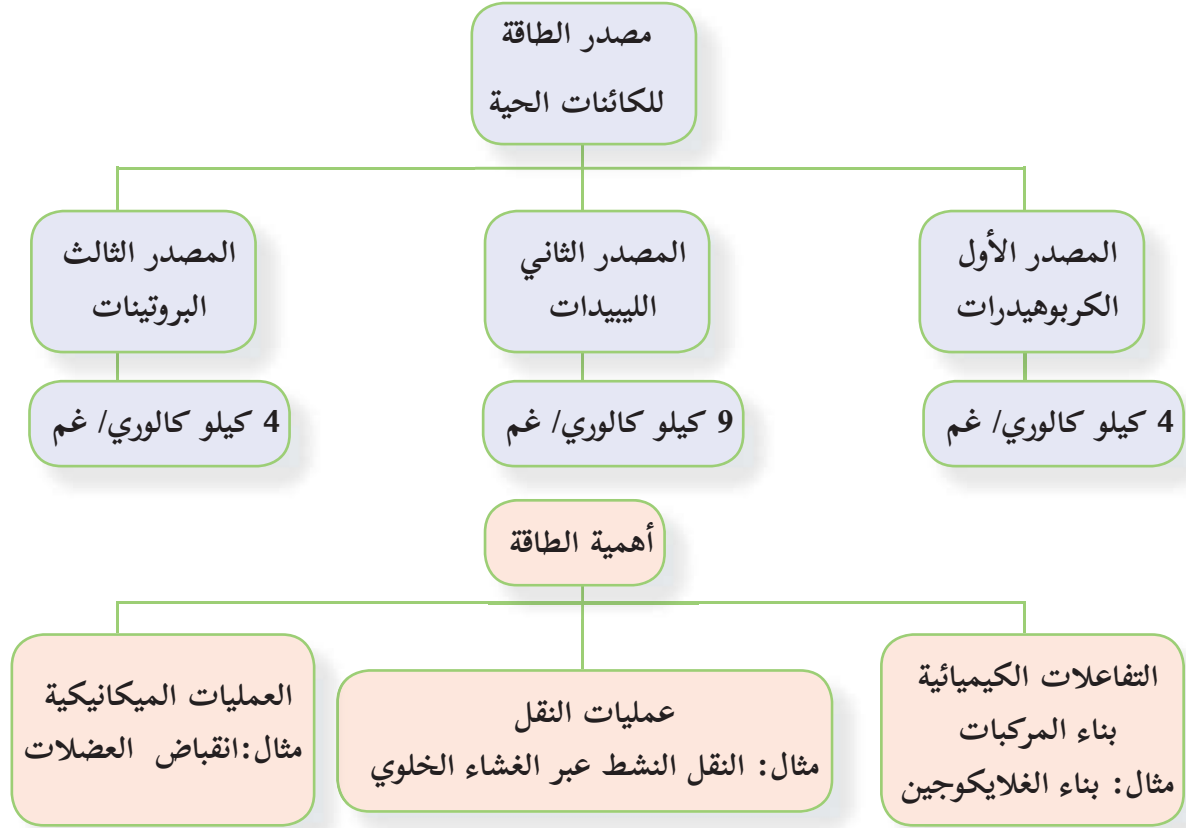 مصدر الطاقة
للكائنات الحية
المصدر الأول
الكربوهيدرات
المصدر الثاني
الليبيدات
المصدر الثالث
البروتينات
4 كيلو كالوري/ غم
9 كيلو كالوري/ غم
4 كيلو كالوري/ غم
أهمية الطاقة
التفاعلات الكيميائية
بناء المركبات
مثال: بناء الغلايكوجين
عمليات النقل
مثال: النقل النشط عبر الغشاء الخلوي
العمليات الميكانيكية
مثال:انقباض العضلات